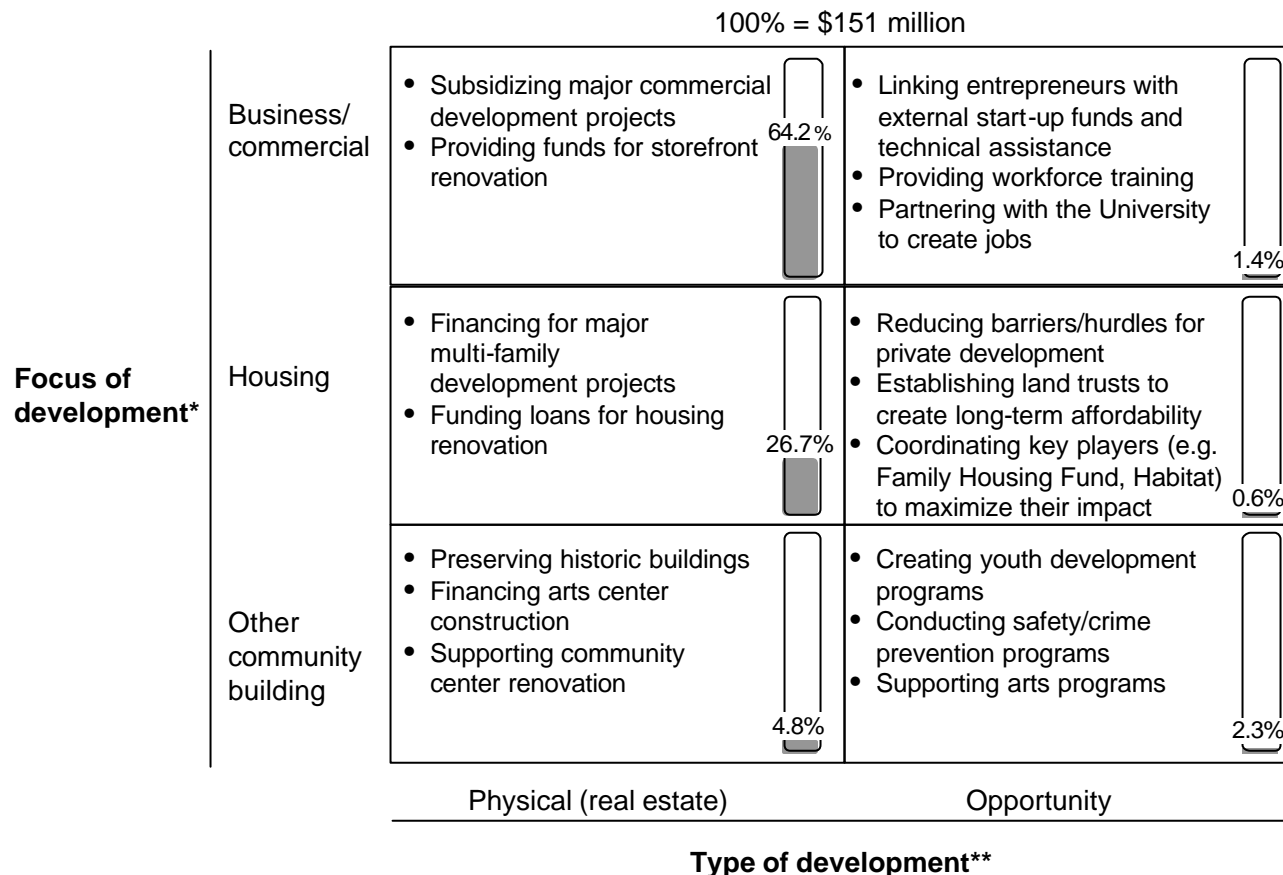 100% = $151 million
Business/
commercial
• Subsidizing major commercial
development projects
• Providing funds for storefront
renovation
64.2 %
• Linking entrepreneurs with
external start-up funds and
technical assistance
• Providing workforce training
• Partnering with the University
to create jobs
1.4%
Focus of
development*
Housing
• Financing for major
multi-family
development projects
• Funding loans for housing
renovation
26.7%
• Reducing barriers/hurdles for
private development
• Establishing land trusts to
create long-term affordability
• Coordinating key players (e.g.
Family Housing Fund, Habitat)
to maximize their impact
0.6%
Other
community
building
• Preserving historic buildings
• Financing arts center
construction
• Supporting community
center renovation
4.8%
• Creating youth development
programs
• Conducting safety/crime
prevention programs
• Supporting arts programs
2.3%
Physical (real estate)
Opportunity
Type of development**